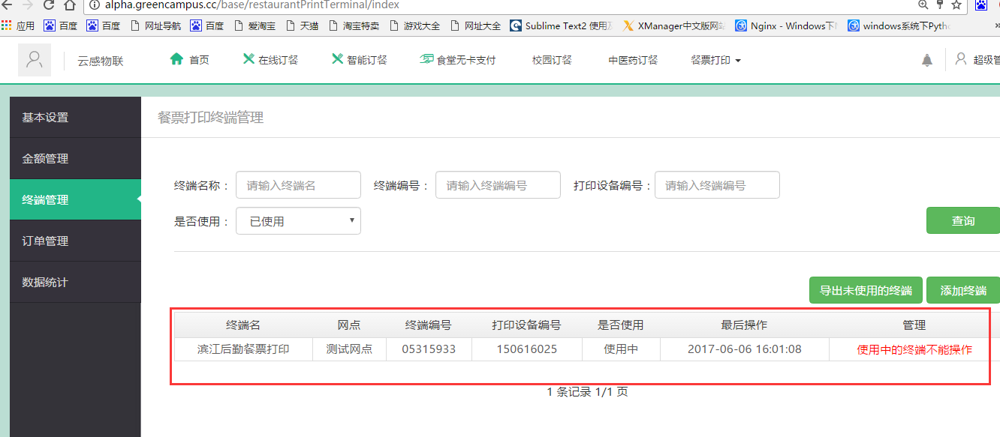 alpha.greencampus.cc/base/restaurantPrintTerminal/index
应用 百度 百度 网址导航 百度 爱淘宝 天猫 淘宝特卖 游戏大全 网址大全 Sublime Text2 使用 XManager中文版网 Nginx - Windows下 windows系统下Pyth
云感物联 首页 在线订餐 智能订餐 食堂无卡支付 校园订餐 中医药订餐 餐票打印 超级管
基本设置
金额管理
终端管理
订单管理
数据统计
餐票打印终端管理
终端名称： 请输入终端名 终端编号： 请输入终端编号 打印设备编号： 请输入终端编号
是否使用： 已使用 查询
导出未使用的终端 添加终端
终端名 网点 终端编号 打印设备编号 是否使用 最后操作 管理
滨江后勤餐票打印 测试网点 05315933 150616025 使用中 2017-06-06 16:01:08 使用中的终端不能操作
1 条记录 1/1 页